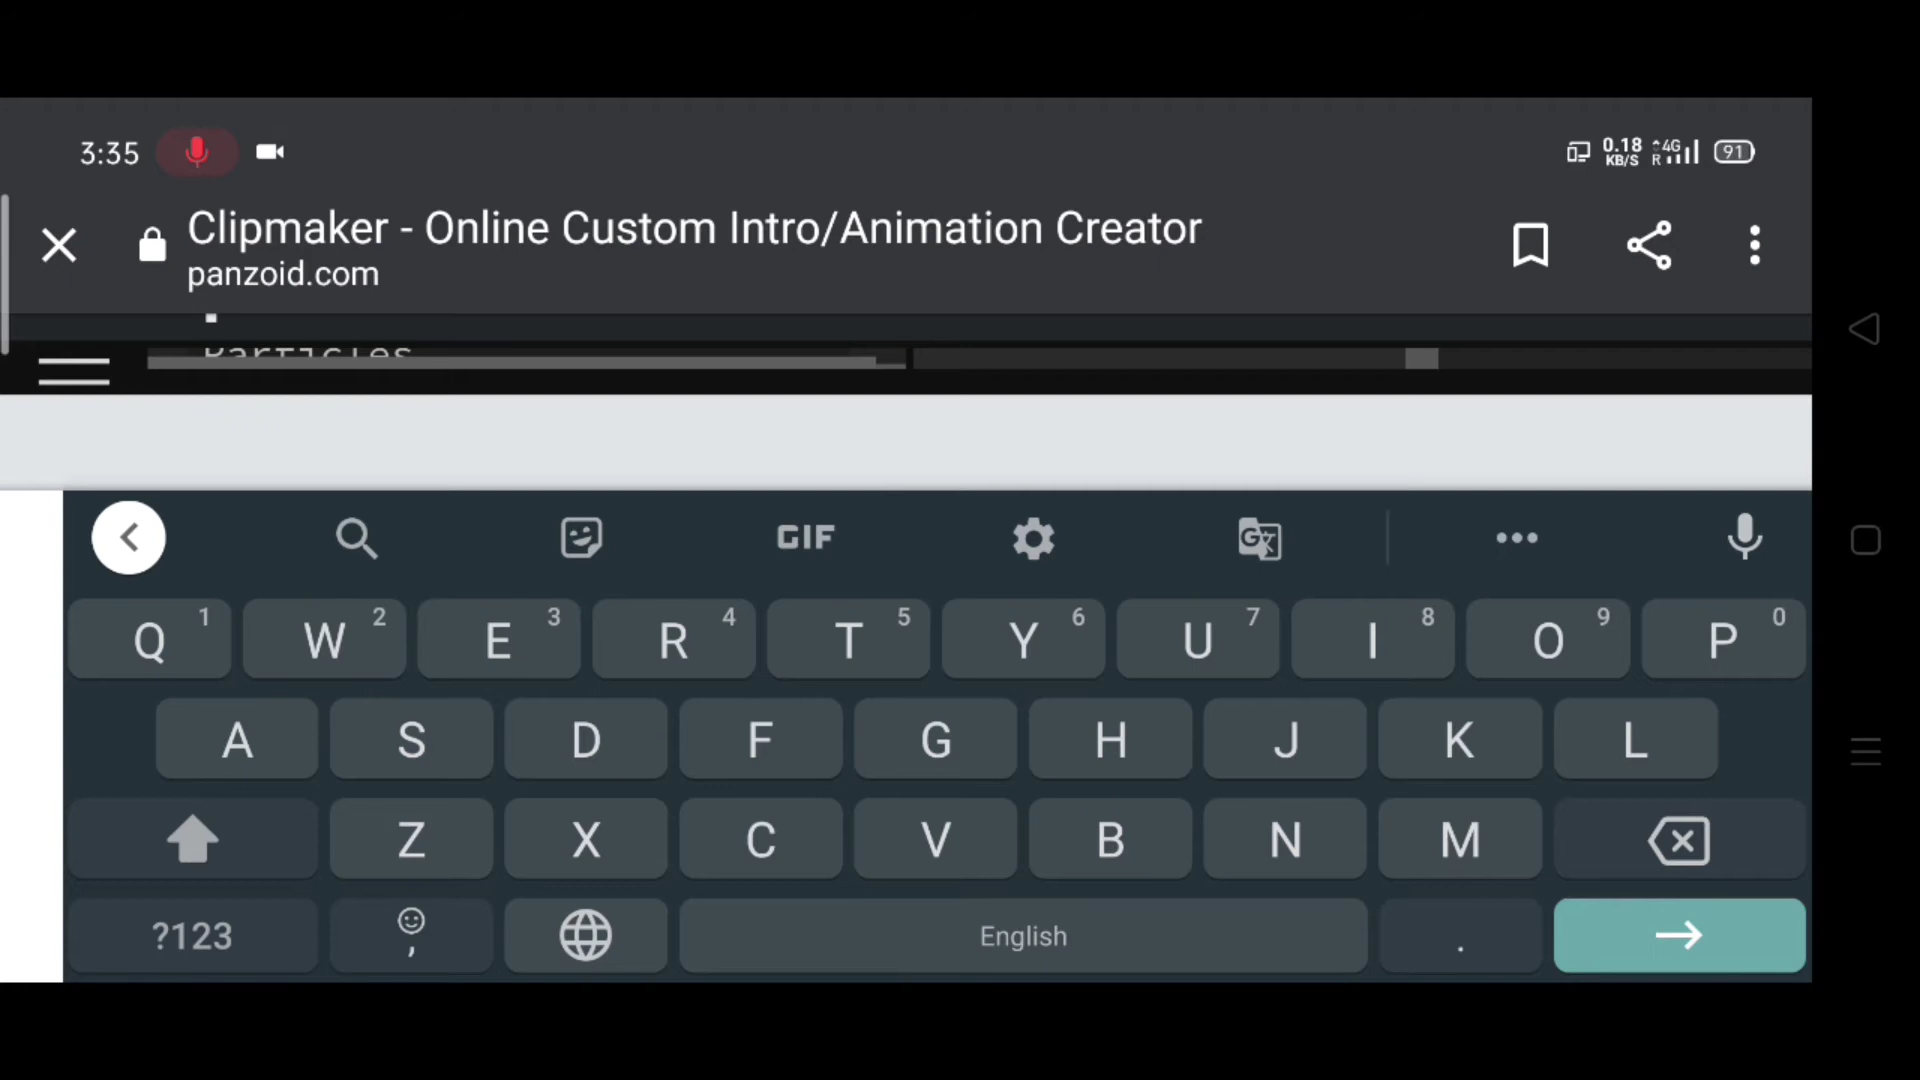 3:35
0.18 KB/S 4G R 91
Clipmaker - Online Custom Intro/Animation Creator
panzoid.com
Particles
GIF G
Q 1 W 2 E 3 R 4 T 5 Y 6 U 7 I 8 O 9 P 0
A S D F G H J K L
Z X C V B N M
?123 , English .